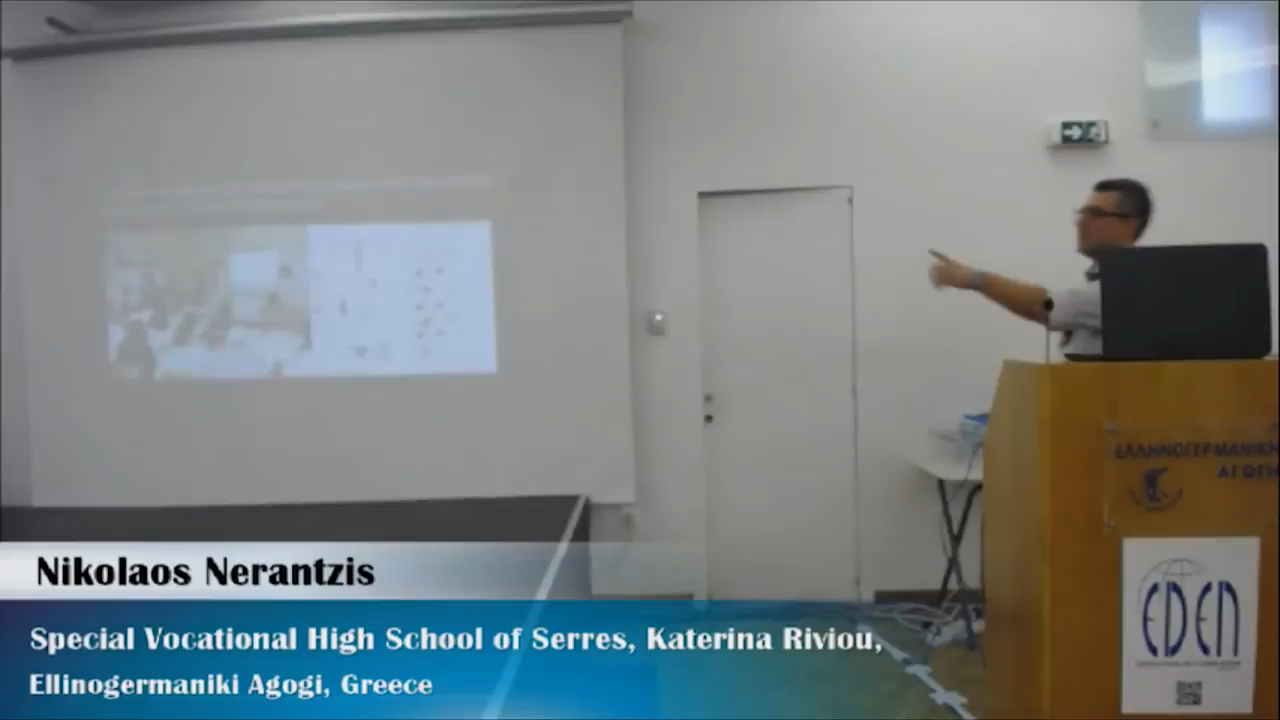 ΕΛΛΗΝΟΓΕΡΜΑΝΙΚΗ
ΑΓΩΓΗ
EDEN
Nikolaos Nerantzis
Special Vocational High School of Serres, Katerina Riviou,
Ellinogermaniki Agogi, Greece